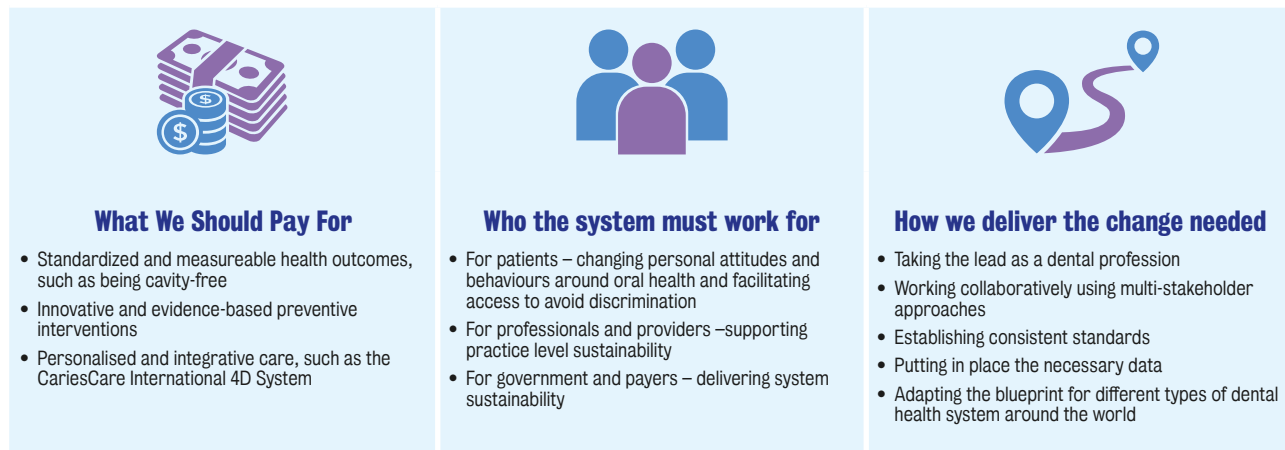 $
$
What We Should Pay For
• Standardized and measureable health outcomes,
such as being cavity-free
• Innovative and evidence-based preventive
interventions
• Personalised and integrative care, such as the
CariesCare International 4D System
Who the system must work for
• For patients – changing personal attitudes and
behaviours around oral health and facilitating
access to avoid discrimination
• For professionals and providers –supporting
practice level sustainability
• For government and payers – delivering system
sustainability
How we deliver the change needed
• Taking the lead as a dental profession
• Working collaboratively using multi-stakeholder
approaches
• Establishing consistent standards
• Putting in place the necessary data
• Adapting the blueprint for different types of dental
health system around the world